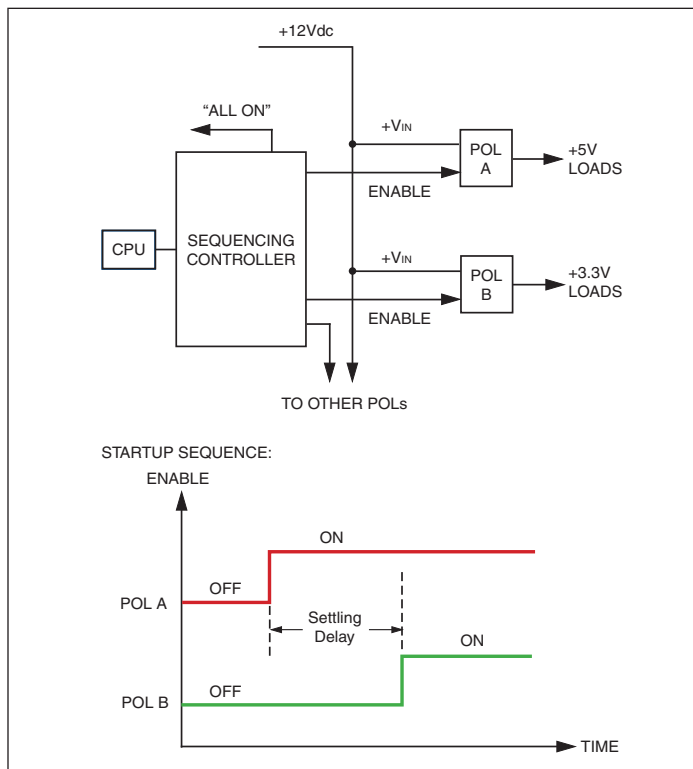 +12Vdc
“ALL ON”
+VIN
POL
A
+5V
LOADS
ENABLE
CPU
SEQUENCING
CONTROLLER
+VIN
POL
B
+3.3V
LOADS
ENABLE
TO OTHER POLs
STARTUP SEQUENCE:
ENABLE
ON
OFF
POL A
Settling
Delay
ON
OFF
POL B
TIME